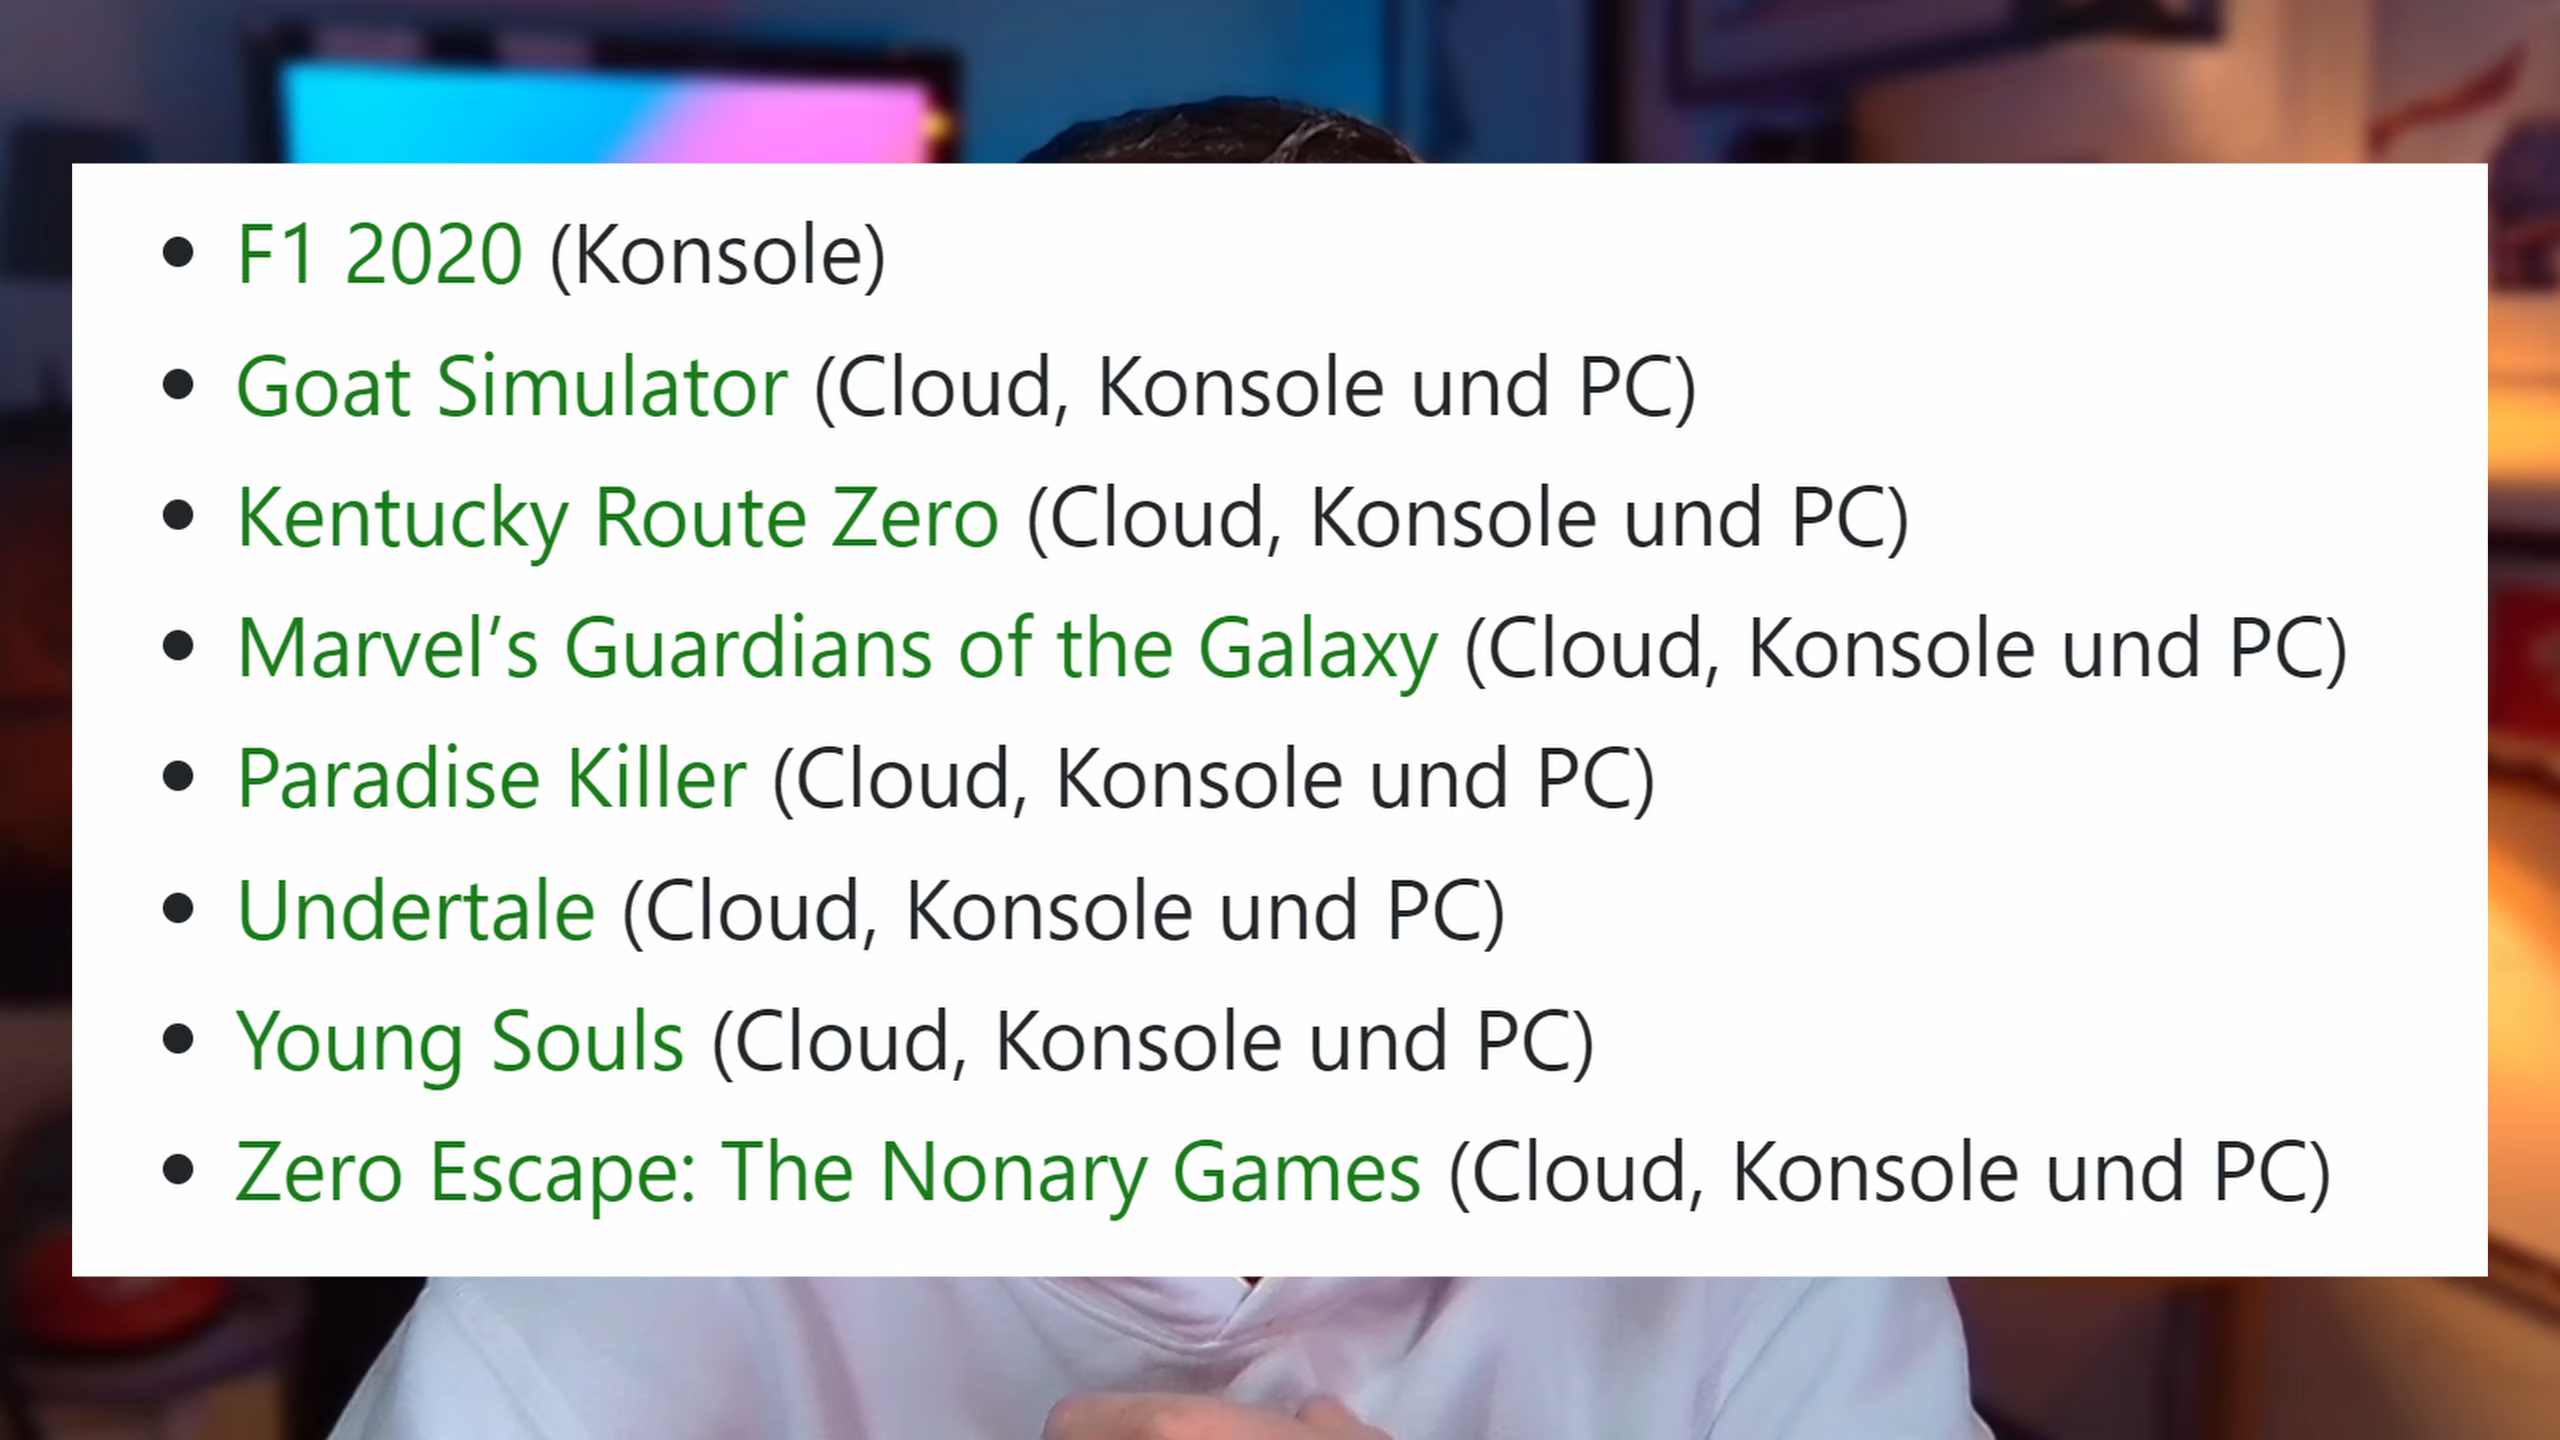 • F1 2020 (Konsole)
• Goat Simulator (Cloud, Konsole und PC)
• Kentucky Route Zero (Cloud, Konsole und PC)
• Marvel’s Guardians of the Galaxy (Cloud, Konsole und PC)
• Paradise Killer (Cloud, Konsole und PC)
• Undertale (Cloud, Konsole und PC)
• Young Souls (Cloud, Konsole und PC)
• Zero Escape: The Nonary Games (Cloud, Konsole und PC)